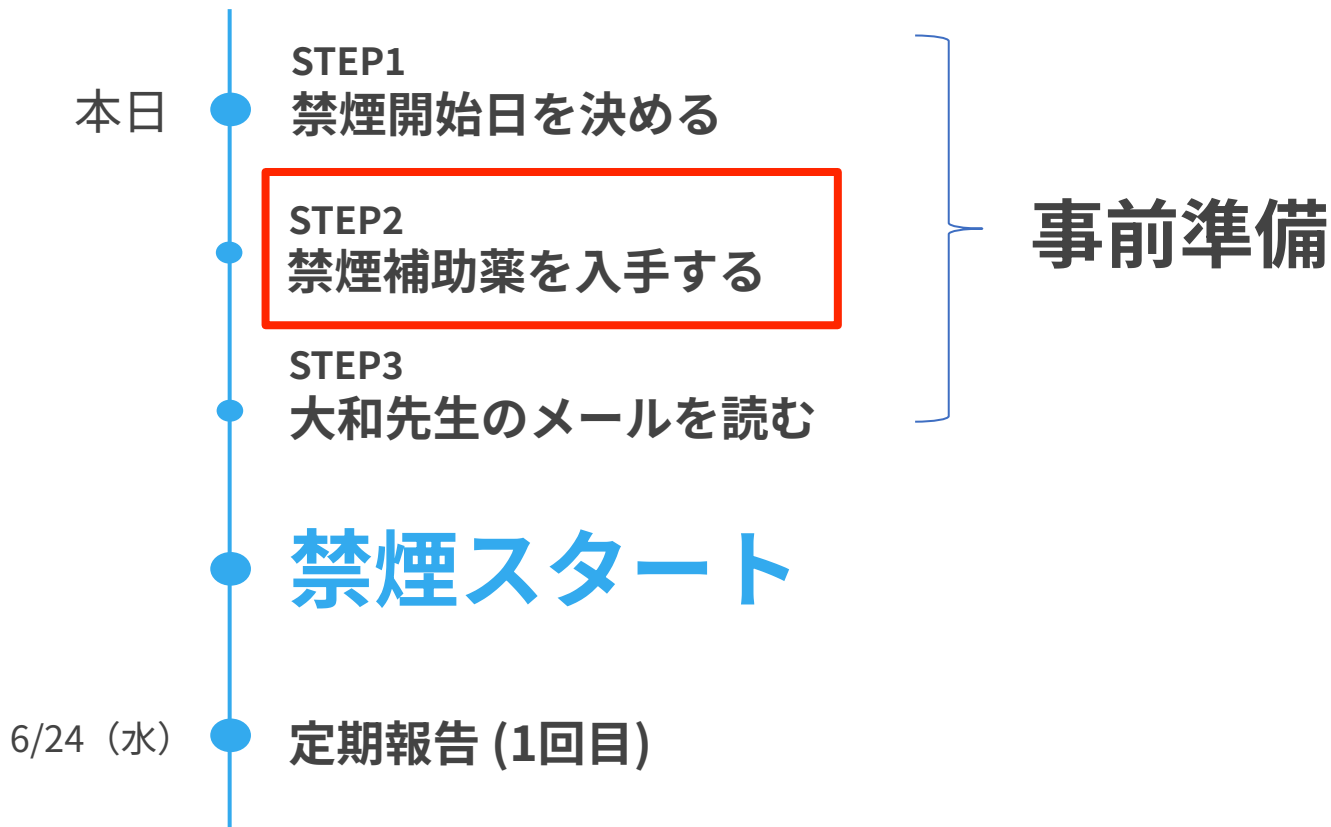 STEP1
本日
禁煙開始日を決める
STEP2
禁煙補助薬を入手する
事前準備
STEP3
大和先生のメールを読む
禁煙スタート
6/24（水）
定期報告 (1回目)